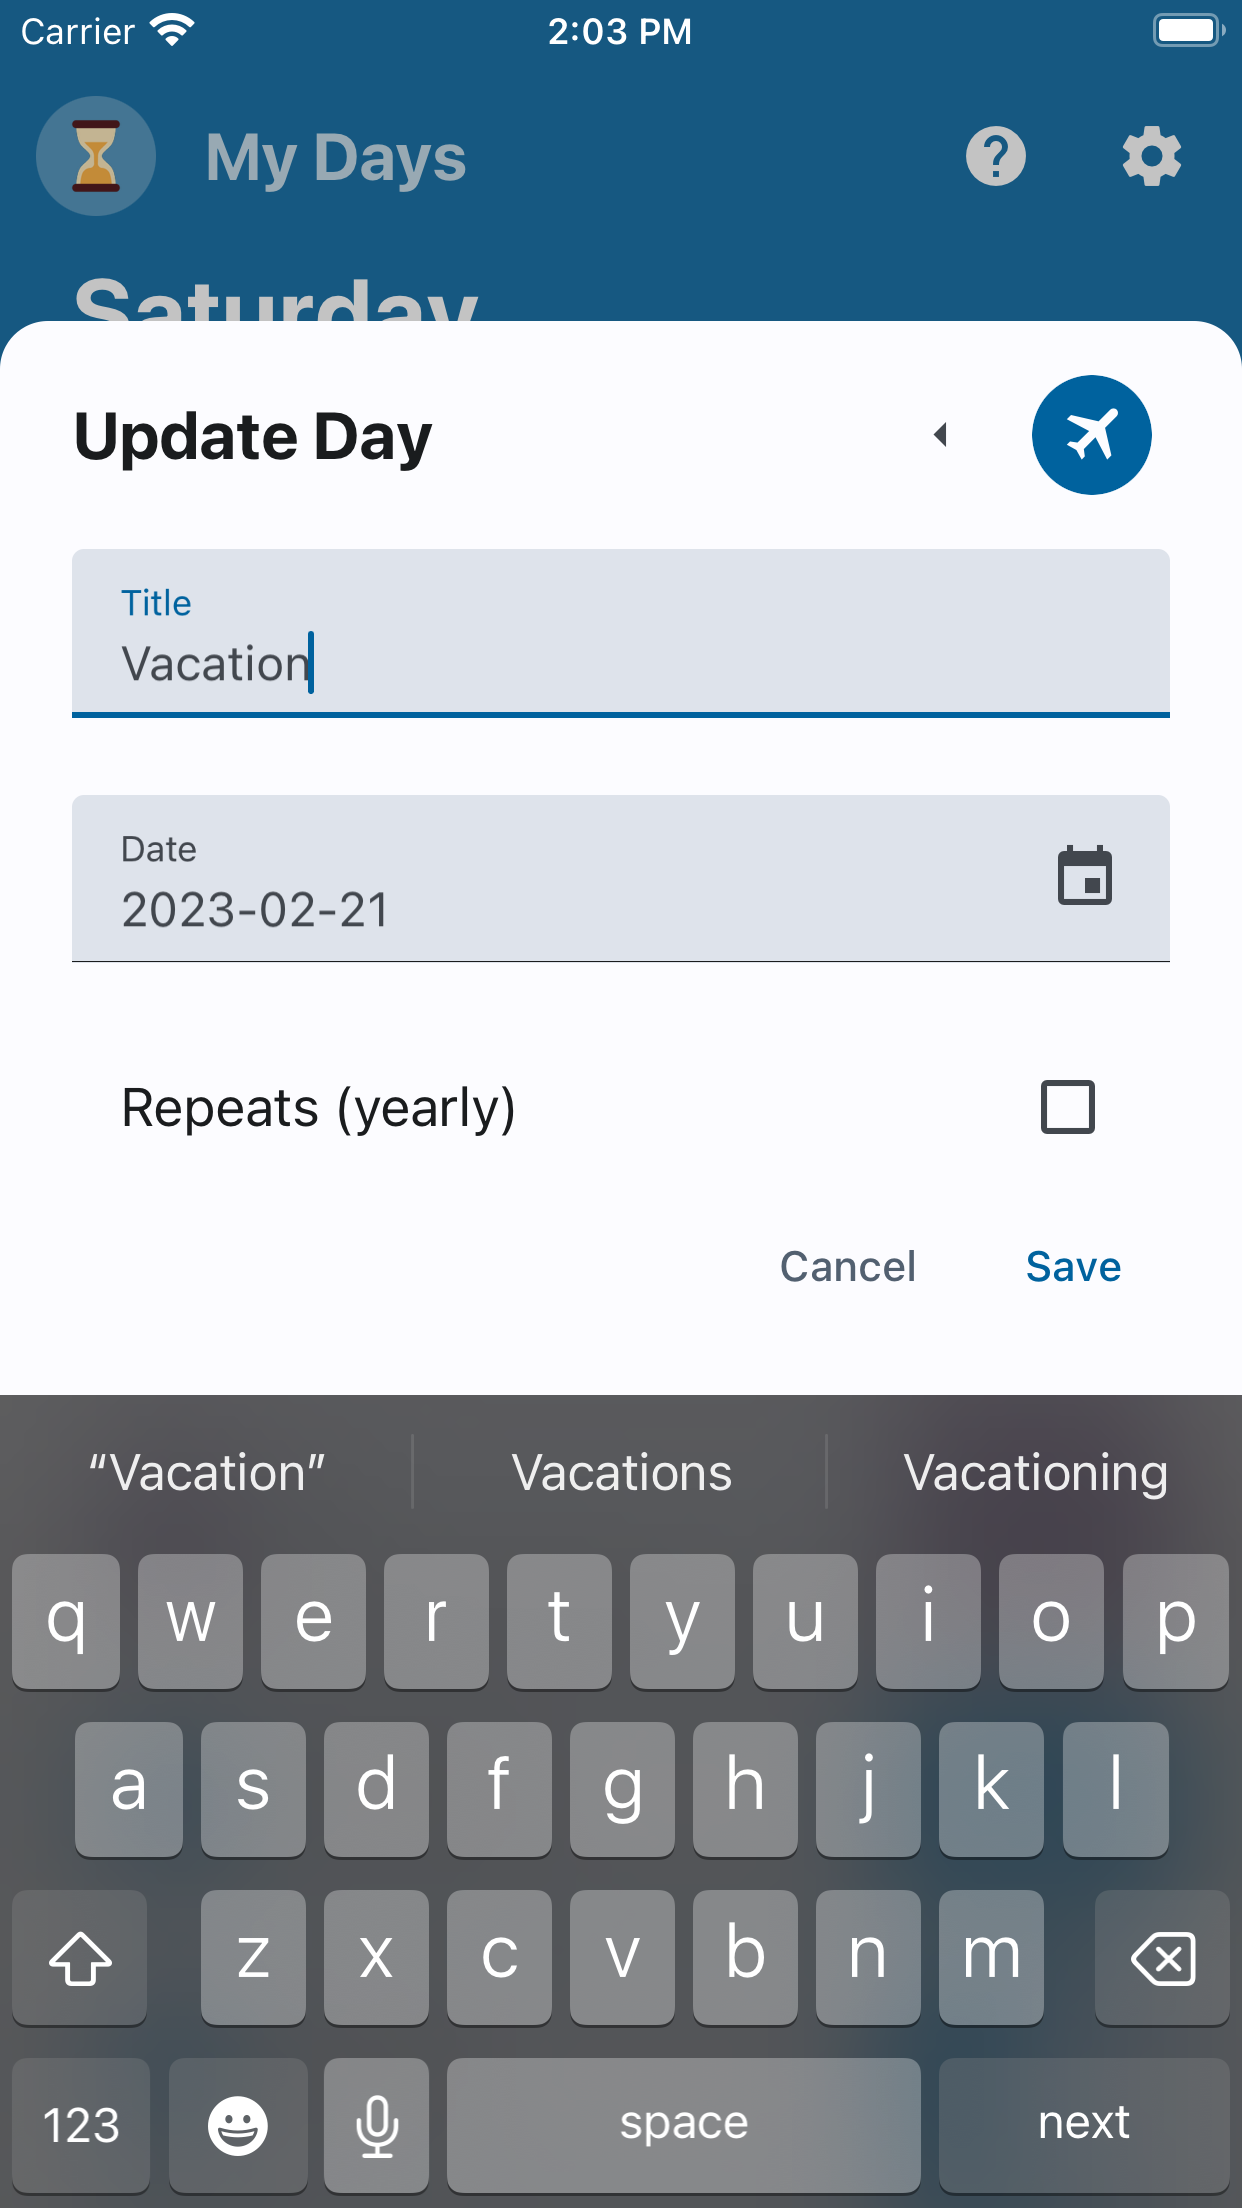 Carrier 2:03 PM
My Days
Saturday
Update Day
Title
Vacation
Date
2023-02-21
Repeats (yearly)
Cancel Save
“Vacation” Vacations Vacationing
q w e r t y u i o p
a s d f g h j k l
z x c v b n m
123 space next